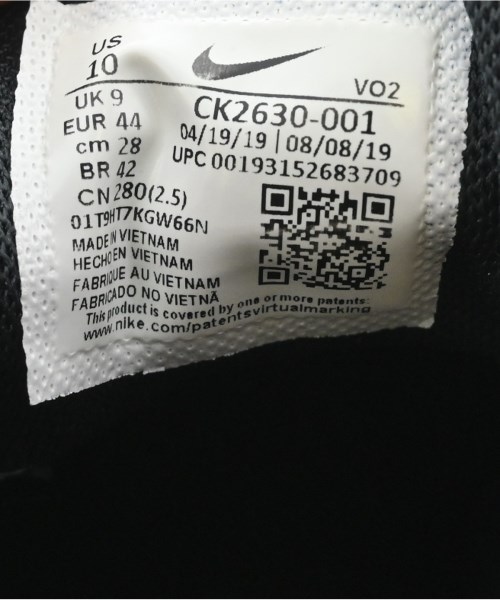 US
10
VO2
UK 9
EUR 44
cm 28
BR 42
CN 280(2.5)
CK2630-001
04/19/19 | 08/08/19
UPC 00193152683709
01T9HT7KGW66N
MADE IN VIETNAM
HECHO EN VIETNAM
FABRIQUE AU VIETNAM
FABRICADO NO VIETNÃ
This product is covered by one or more patents:
www.nike.com/patentsvirtualmarking